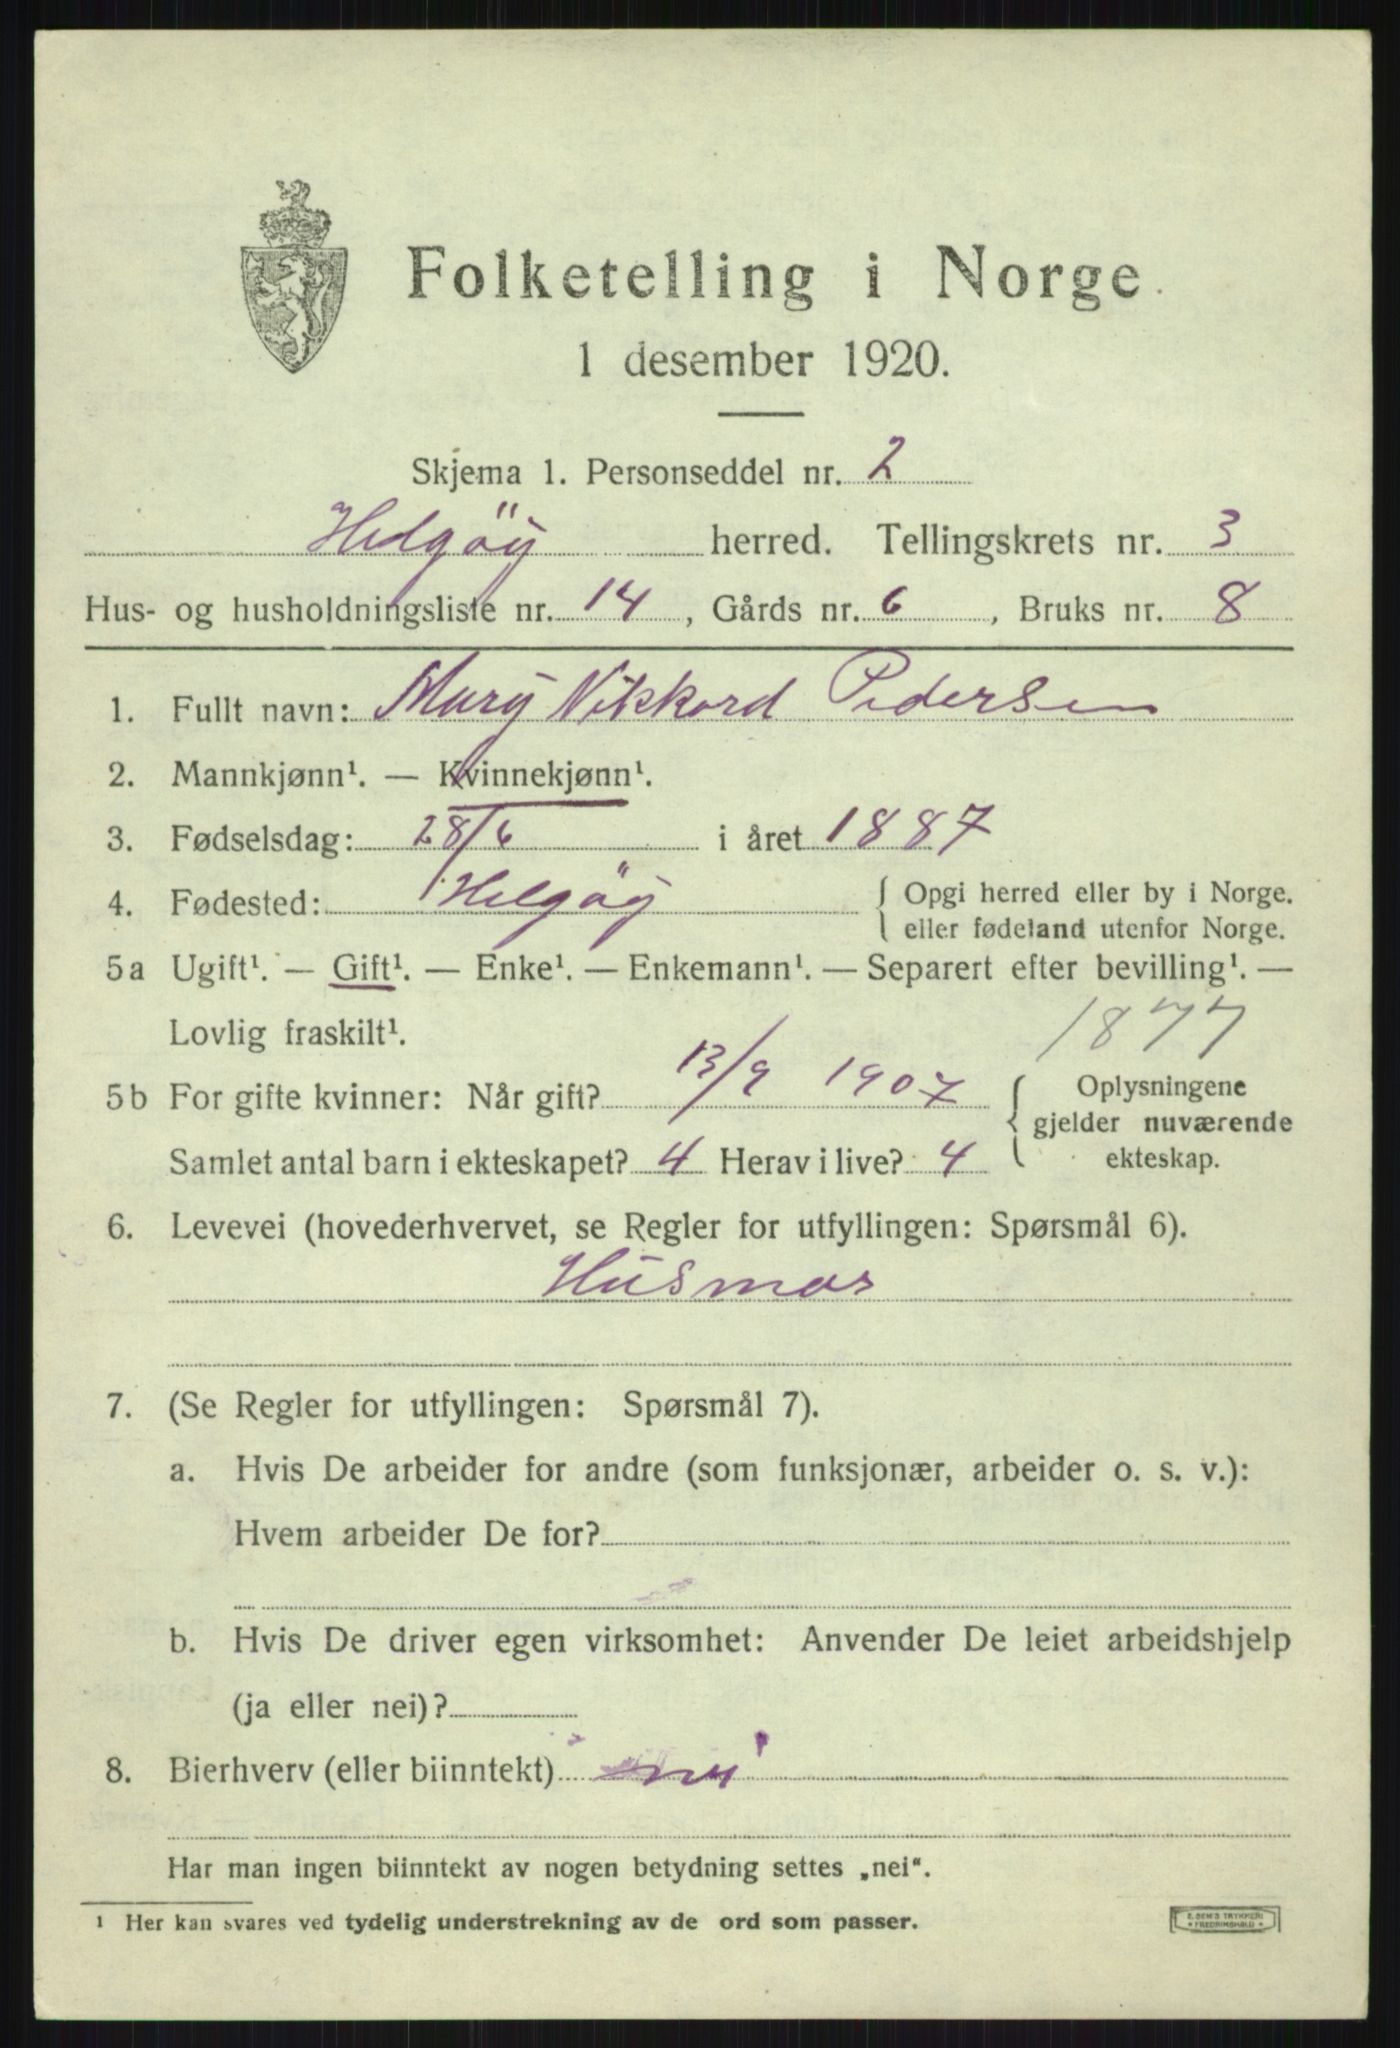 Folketelling i Norge
1 desember 1920.
Skjema 1. Personseddel nr. 2
Helgöy herred. Tellingskrets nr. 3
Hus- og husholdningsliste nr. 14, Gårds nr. 6, Bruks nr. 8
1. Fullt navn: Mary Nikkord Pedersen
2. Mannkjønn¹. — Kvinnekjønn¹.
3. Fødselsdag: 28/6 i året 1887
4. Fødested: Helgöy { Opgi herred eller by i Norge.
eller fødeland utenfor Norge.
5a Ugift¹. — Gift¹. — Enke¹. — Enkemann¹. — Separert efter bevilling¹. —
Lovlig fraskilt¹. 1877
5b For gifte kvinner: Når gift? 13/9 1907 { Oplysningene
gjelder nuværende
Samlet antal barn i ekteskapet? 4 Herav i live? 4 ekteskap.
6. Levevei (hovederhvervet, se Regler for utfyllingen: Spørsmål 6).
Husmor
7. (Se Regler for utfyllingen: Spørsmål 7).
a. Hvis De arbeider for andre (som funksjonær, arbeider o. s. v.):
Hvem arbeider De for?
b. Hvis De driver egen virksomhet: Anvender De leiet arbeidshjelp
(ja eller nei)?
8. Bierhverv (eller biinntekt) nei
Har man ingen biinntekt av nogen betydning settes „nei“.
¹ Her kan svares ved tydelig understrekning av de ord som passer.
E. SEM'S TRYKKERI
* FREDRIKSHALD *